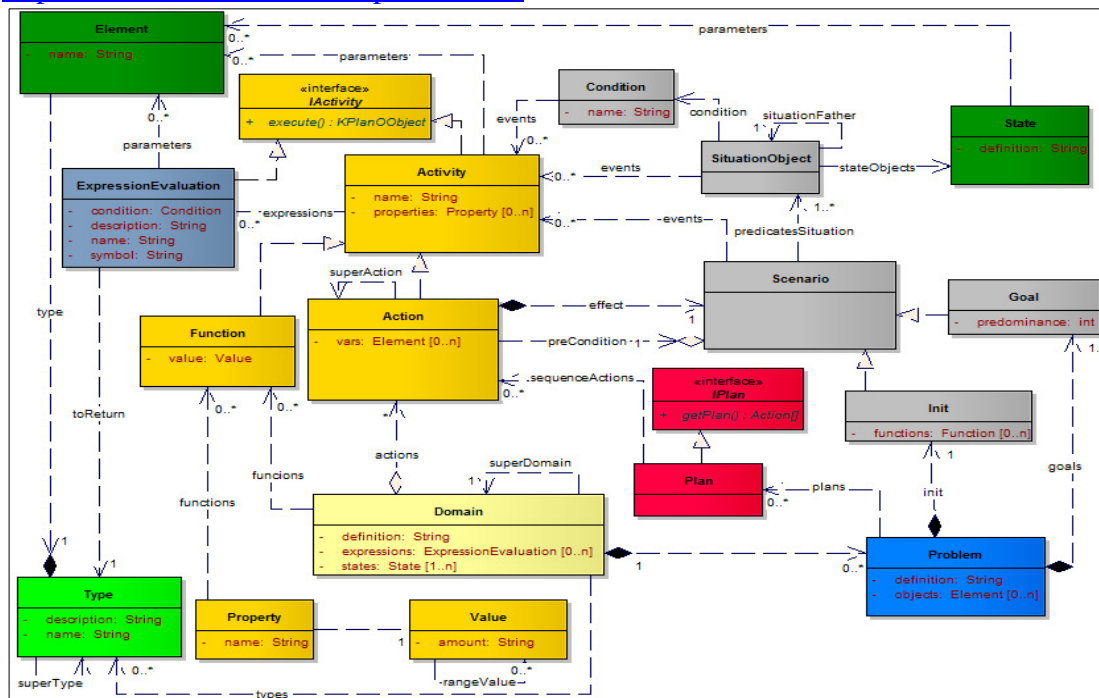 Element
- name: String
0..*
parameters
0..*
parameters
«interface»
IActivity
+ execute() : KPlanOObject
Condition
- name: String
condition
events
0..*
situationFather
1
SituationObject
stateObjects
State
- definition: String
0..*
parameters
ExpressionEvaluation
- condition: Condition
- description: String
- name: String
- symbol: String
expressions
0..*
Activity
- name: String
- properties: Property [0..n]
events
0..*
1..*
predicatesSituation
events
0..*
superAction
Scenario
type
Action
- vars: Element [0..n]
effect
1
preCondition
1
Goal
- predominance: int
1..
Function
- value: Value
0..*
0..*
toReturn
sequenceActions
0..*
«interface»
IPlan
+ getPlan() : Action[]
Init
- functions: Function [0..n]
1
*
actions
funcions
functions
superDomain
1
Plan
plans
0..*
init
goals
Domain
- definition: String
- expressions: ExpressionEvaluation [0..n]
- states: State [1..n]
1
0..*
Problem
- definition: String
- objects: Element [0..n]
1
1
Type
- description: String
- name: String
superType
0..*
Property
- name: String
1
Value
- amount: String
0..*
-rangeValue
types